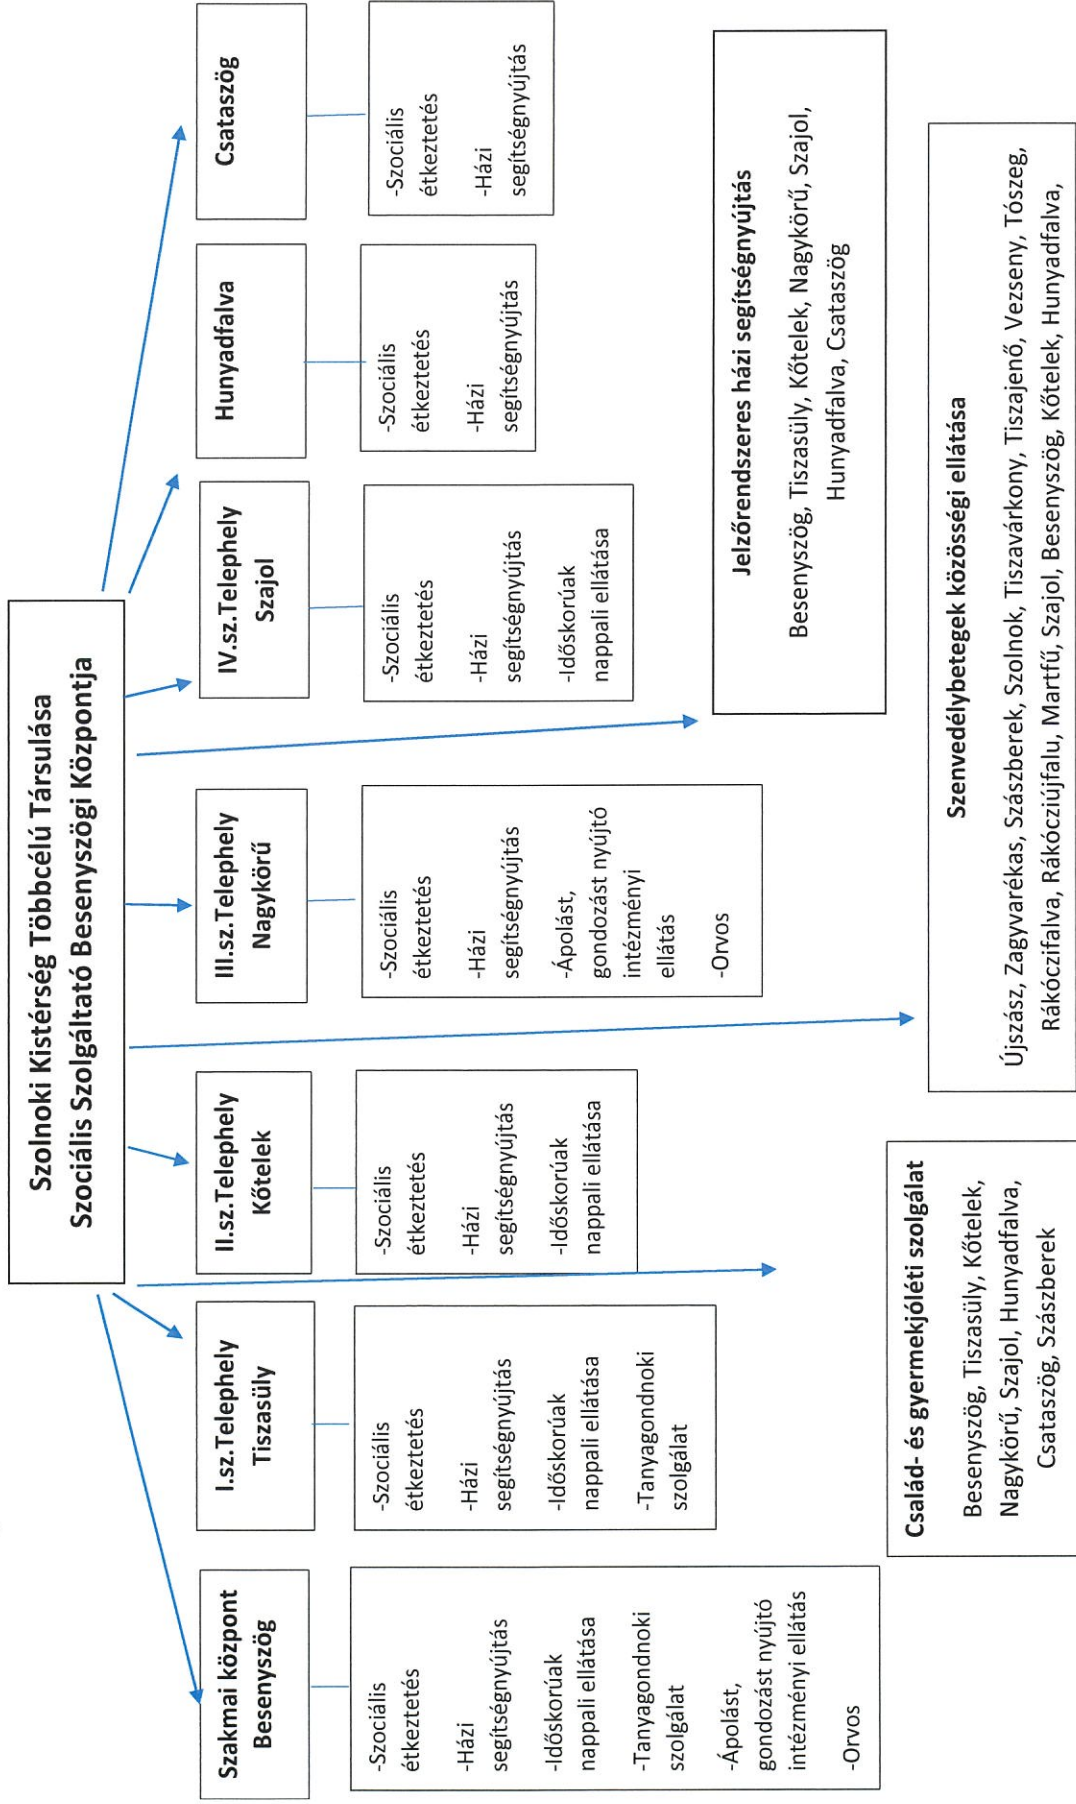 Szolnoki Kistérség Többcélú Társulása
Szociális Szolgáltató Besenyszögi Központja
Szakmai központ
Besenyszög
-Szociális
étkeztetés
-Házi
segítségnyújtás
-Időskorúak
nappali ellátása
-Tanyagondnoki
szolgálat
-Ápolást,
gondozást nyújtó
intézményi ellátás
-Orvos
I.sz.Telephely
Tiszasüly
-Szociális
étkeztetés
-Házi
segítségnyújtás
-Időskorúak
nappali ellátása
-Tanyagondnoki
szolgálat
II.sz.Telephely
Kőtelek
-Szociális
étkeztetés
-Házi
segítségnyújtás
-Időskorúak
nappali ellátása
III.sz.Telephely
Nagykörű
-Szociális
étkeztetés
-Házi
segítségnyújtás
-Ápolást,
gondozást nyújtó
intézményi
ellátás
-Orvos
IV.sz.Telephely
Szajol
-Szociális
étkeztetés
-Házi
segítségnyújtás
-Időskorúak
nappali ellátása
Hunyadfalva
-Szociális
étkeztetés
-Házi
segítségnyújtás
Csataszög
-Szociális
étkeztetés
-Házi
segítségnyújtás
Jelzőrendszeres házi segítségnyújtás
Besenyszög, Tiszasüly, Kőtelek, Nagykörű, Szajol,
Hunyadfalva, Csataszög
Család- és gyermekjóléti szolgálat
Besenyszög, Tiszasüly, Kőtelek,
Nagykörű, Szajol, Hunyadfalva,
Csataszög, Szászberek
Szenvedélybetegek közösségi ellátása
Újszász, Zagyvarékas, Szászberek, Szolnok, Tiszavárkony, Tiszajenő, Vezseny, Tószeg,
Rákóczifalva, Rákócziújfalu, Martfű, Szajol, Besenyszög, Kőtelek, Hunyadfalva,